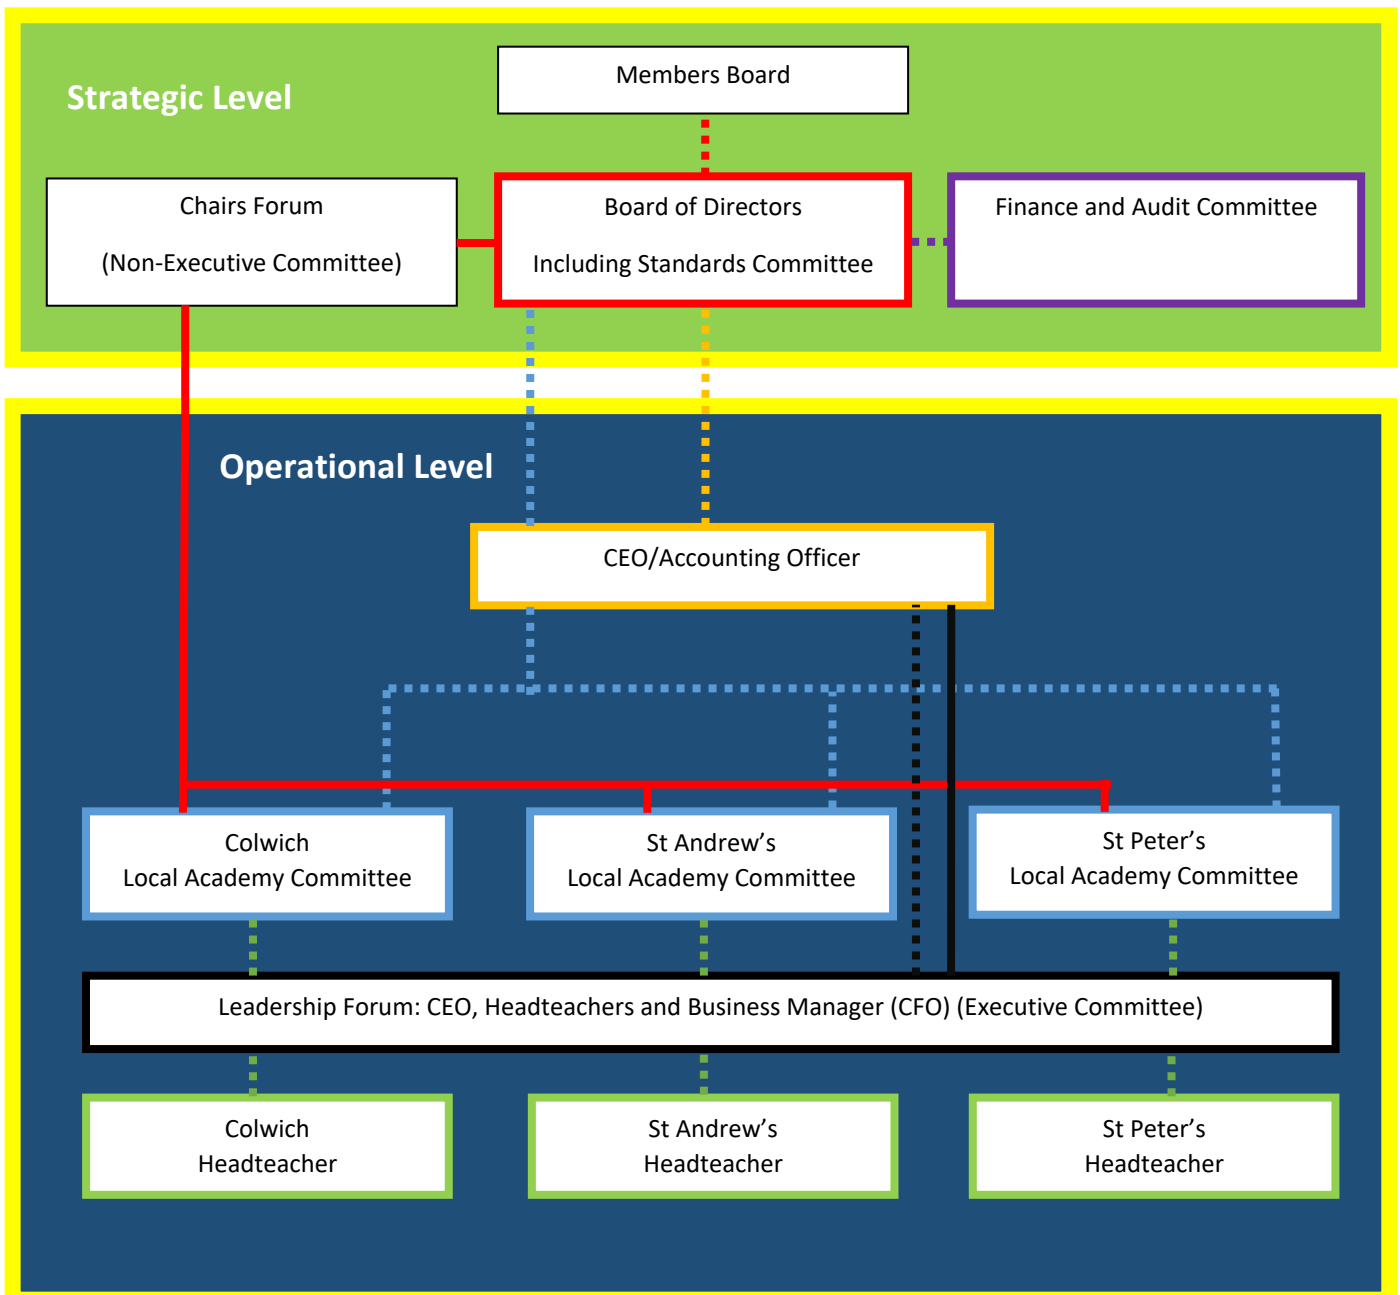 Strategic Level
Members Board
Chairs Forum
(Non-Executive Committee)
Board of Directors
Including Standards Committee
Finance and Audit Committee
Operational Level
CEO/Accounting Officer
Colwich
Local Academy Committee
St Andrew’s
Local Academy Committee
St Peter’s
Local Academy Committee
Leadership Forum: CEO, Headteachers and Business Manager (CFO) (Executive Committee)
Colwich
Headteacher
St Andrew’s
Headteacher
St Peter’s
Headteacher